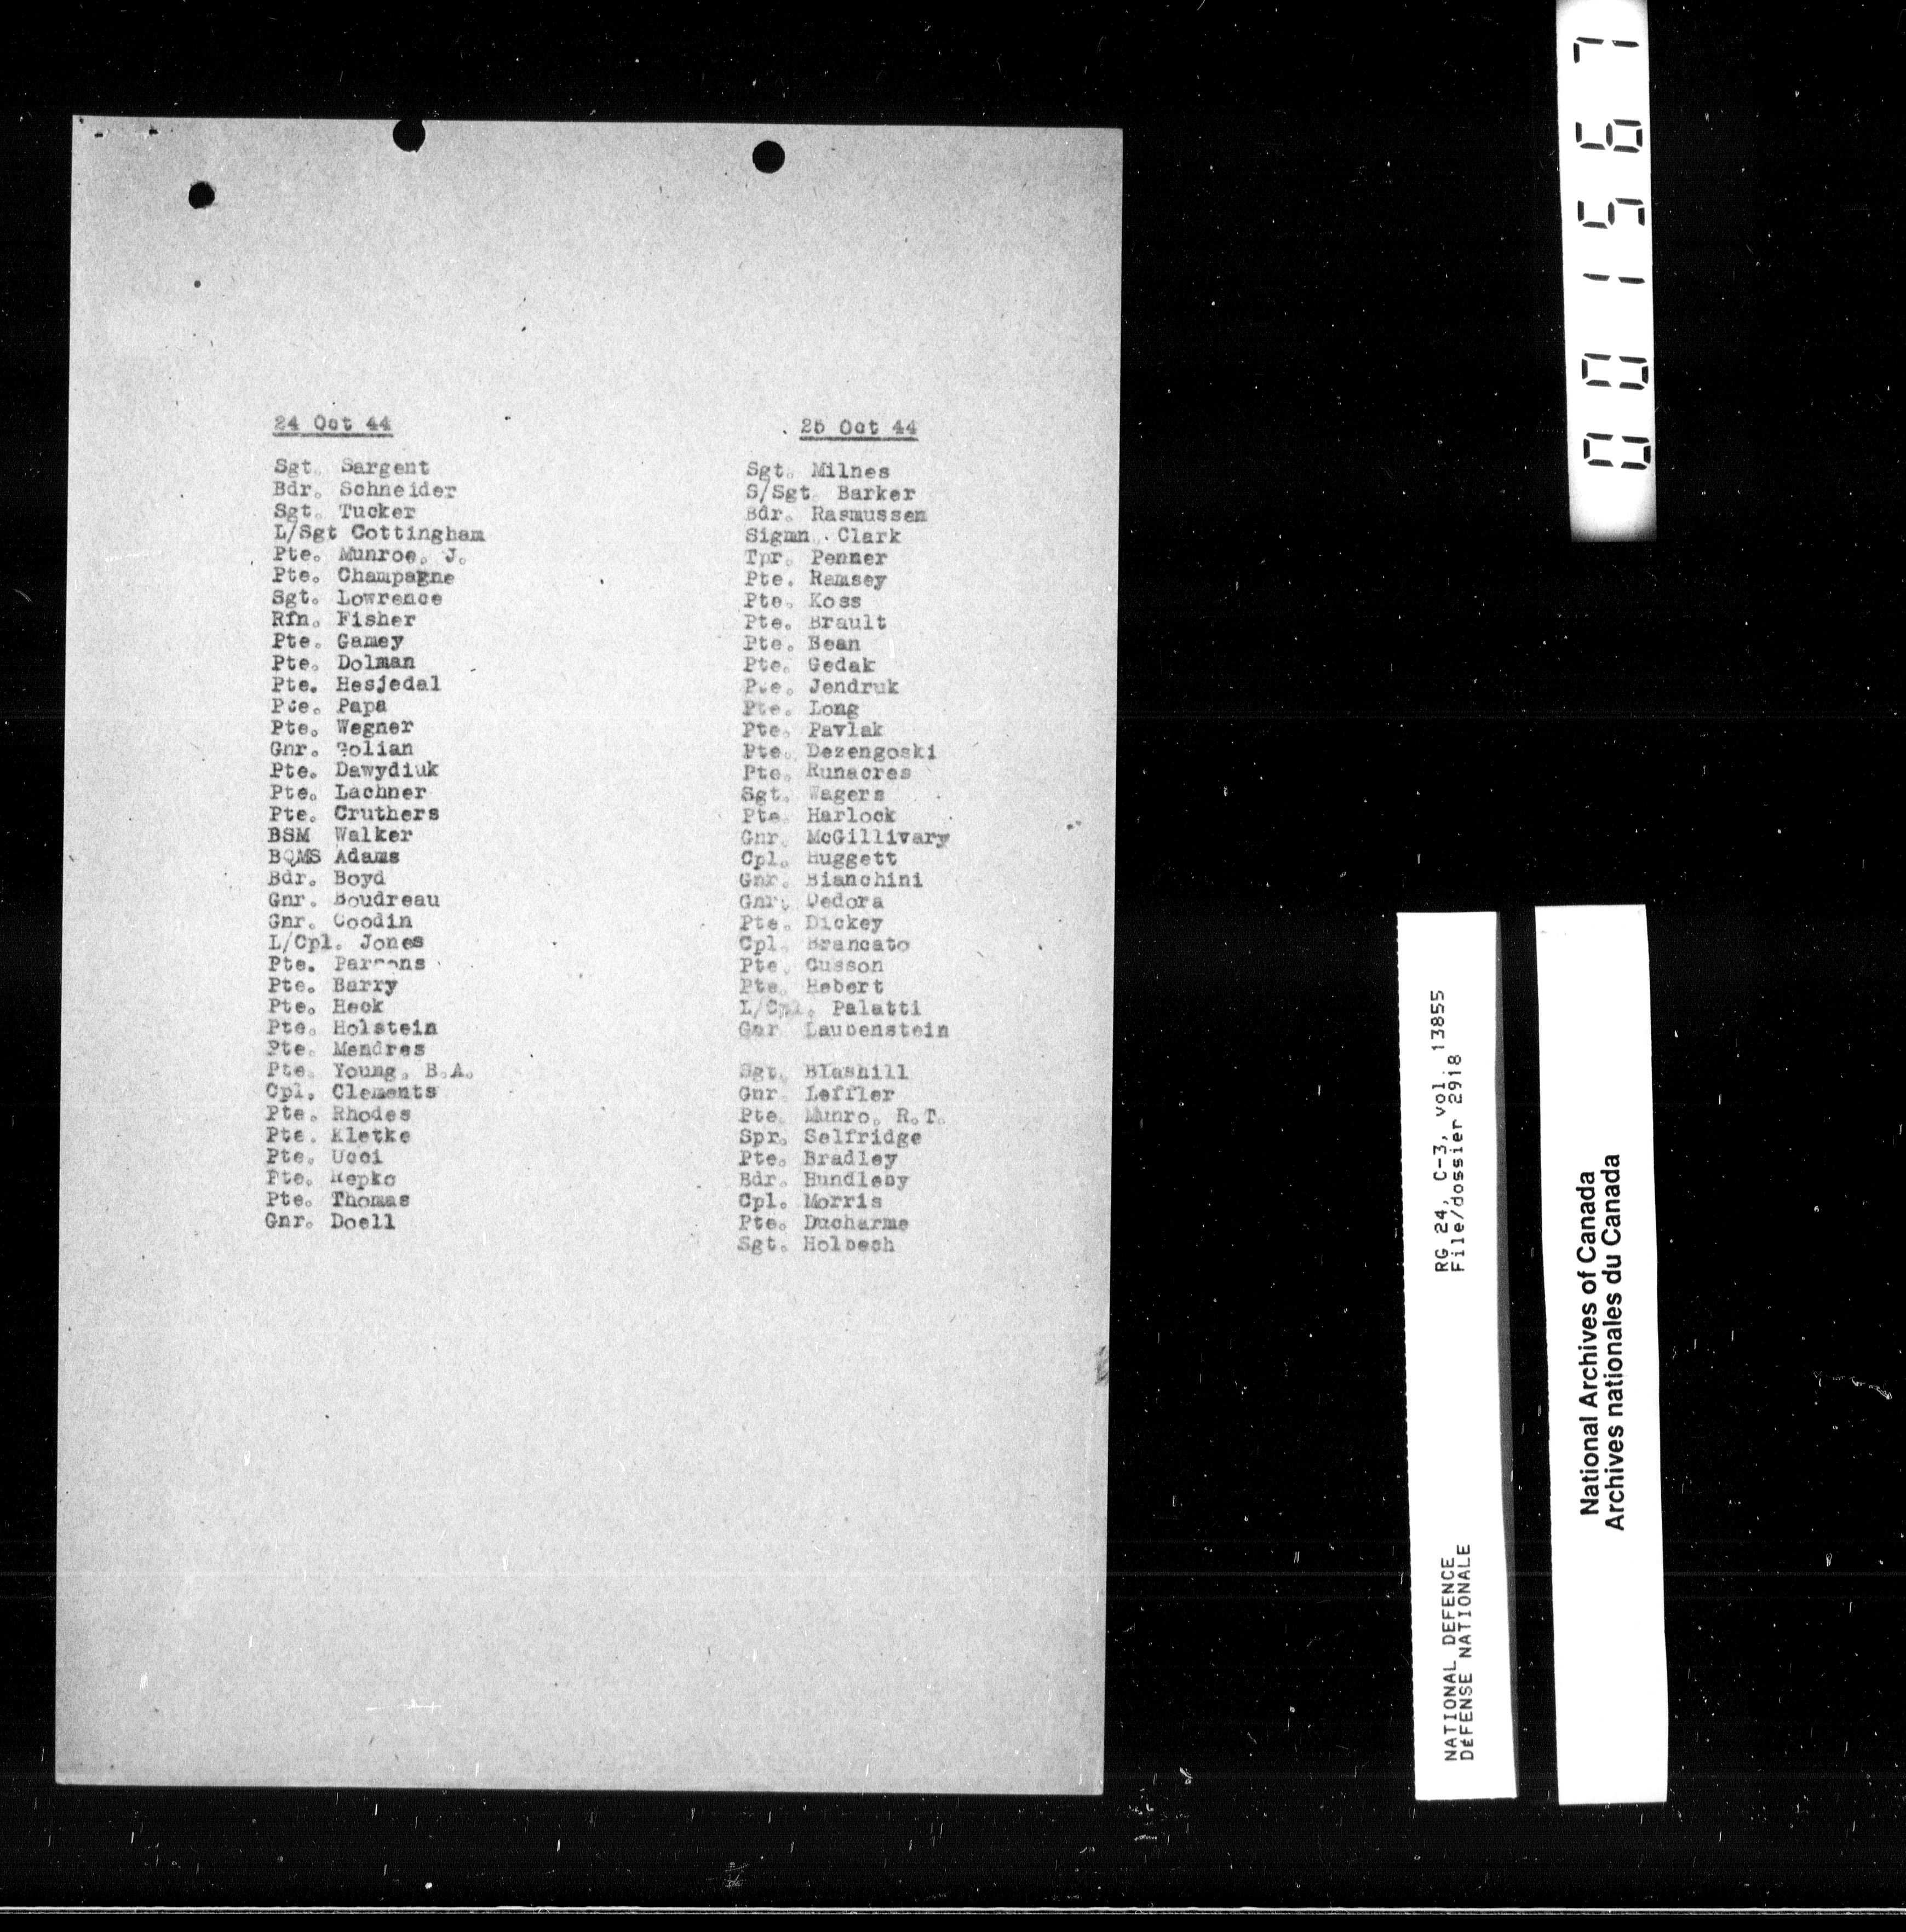 24 Oct 44
Sgt. Sargent
Bdr. Schneider
Sgt. Tucker
L/Sgt Cottingham
Pte. Munroe, J.
Pte. Champagne
Sgt. Lowrence
Rfn. Fisher
Pte. Gamey
Pte. Dolman
Pte. Hesjedal
Pte. Papa
Pte. Wegner
Gnr.
Pte. Dawydiuk
Pte. Lachner
Pte. Cruthers
BSM Walker
BQMS Adams
Bdr. Boyd
Gnr. Boudreau
Gnr.
L/Cpl. Jones
Pte. Parsons
Pte. Barry
Pte. Heck
Pte. Holstein
Pte. Mendres
Pte. Young, B.A.
Cpl. Clements
Pte. Rhodes
Pte. Kletke
Pte. Ucci
Pte. Repko
Pte. Thomas
Gnr. Doell
25 Oct 44
Sgt. Milnes
S/Sgt Barker
Bdr. Rasmussen
Sigmn. Clark
Tpr. Penner
Pte. Ramsey
Pte. Koss
Pte. Brault
Pte. Bean
Pte. Gedak
Pte. Jendruk
Pte. Long
Pte. Pavlak
Pte. Dezengoski
Pte. Runacres
Sgt. Wagers
Pte. Harlock
Gnr. McGillivary
Cpl. Huggett
Gnr. Bianchini
Gnr. Dedora
Pte. Dickey
Cpl. Brancato
Pte. Cusson
Pte. Hebert
L/Cpl. Palatti
Gnr Laubenstein
Sgt. Blashill
Gnr. Leffler
Pte. Munro, R.T.
Spr. Selfridge
Pte. Bradley
Bdr. Hundleby
Cpl. Morris
Pte. Ducharme
Sgt. Holbech
001567
RG 24, C-3, vol. 13855
File/dossier 2918
NATIONAL DEFENCE
DÉFENSE NATIONALE
National Archives of Canada
Archives nationales du Canada